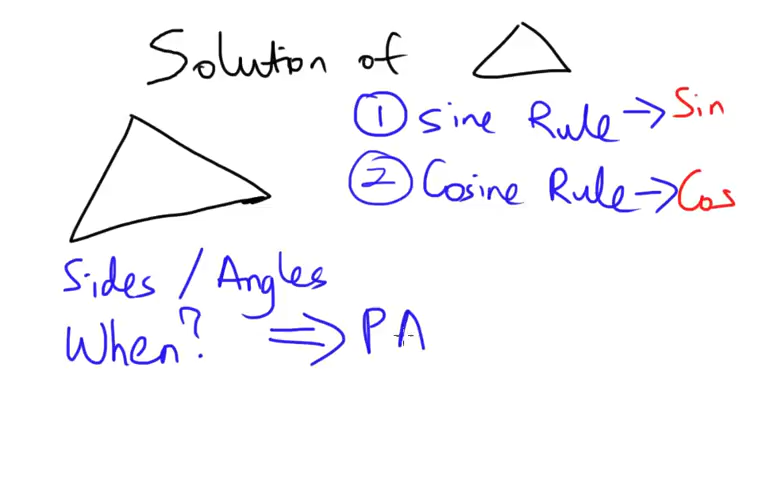 Solution of
① Sine Rule → Sin
② Cosine Rule → Cos
Sides / Angles
When? ⇒ PA